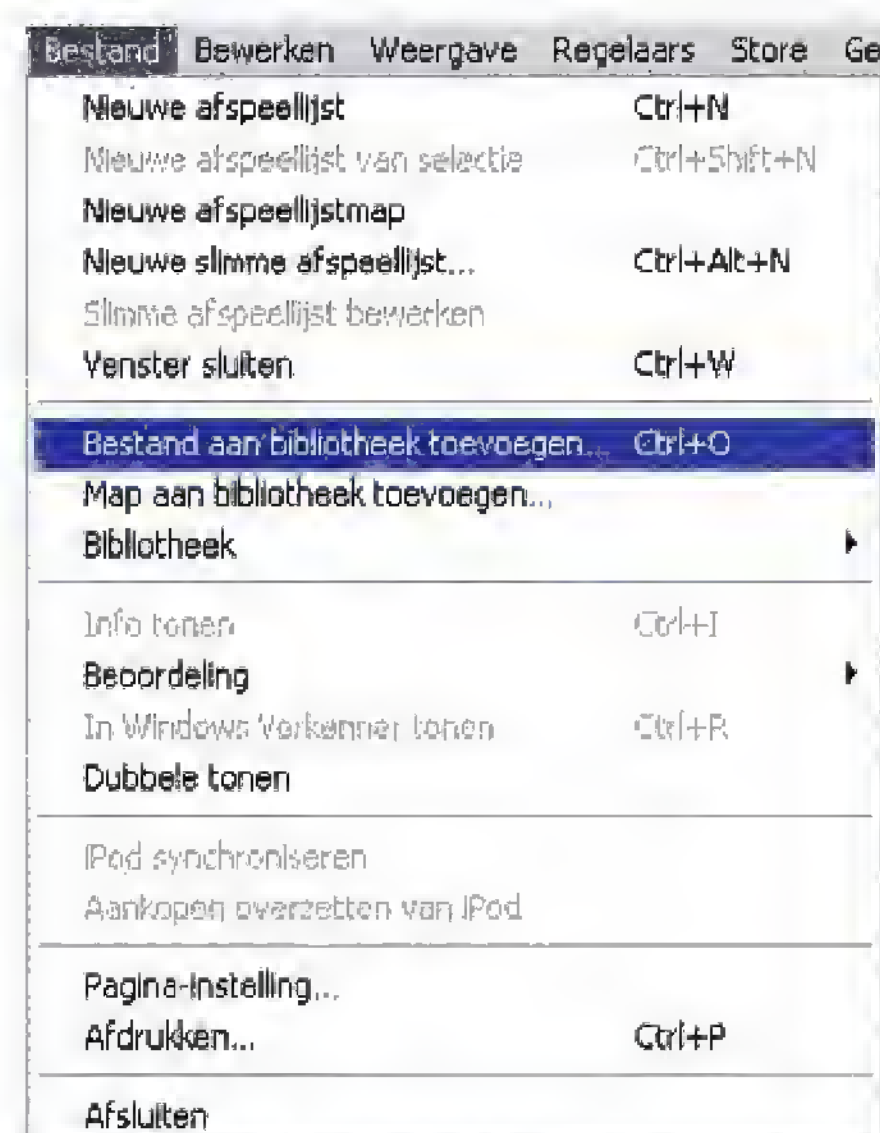 Bestand Bewerken Weergave Regelaars Store Ge
Nieuwe afspeellijst Ctrl+N
Nieuwe afspeellijst van selectie Ctrl+Shift+N
Nieuwe afspeellijstmap
Nieuwe slimme afspeellijst... Ctrl+Alt+N
Slimme afspeellijst bewerken
Venster sluiten Ctrl+W
Bestand aan bibliotheek toevoegen... Ctrl+O
Map aan bibliotheek toevoegen...
Bibliotheek
Info tonen Ctrl+I
Beoordeling
In Windows Verkenner tonen Ctrl+R
Dubbele tonen
iPod synchroniseren
Aankopen overzetten van iPod
Pagina-instelling...
Afdrukken... Ctrl+P
Afsluiten